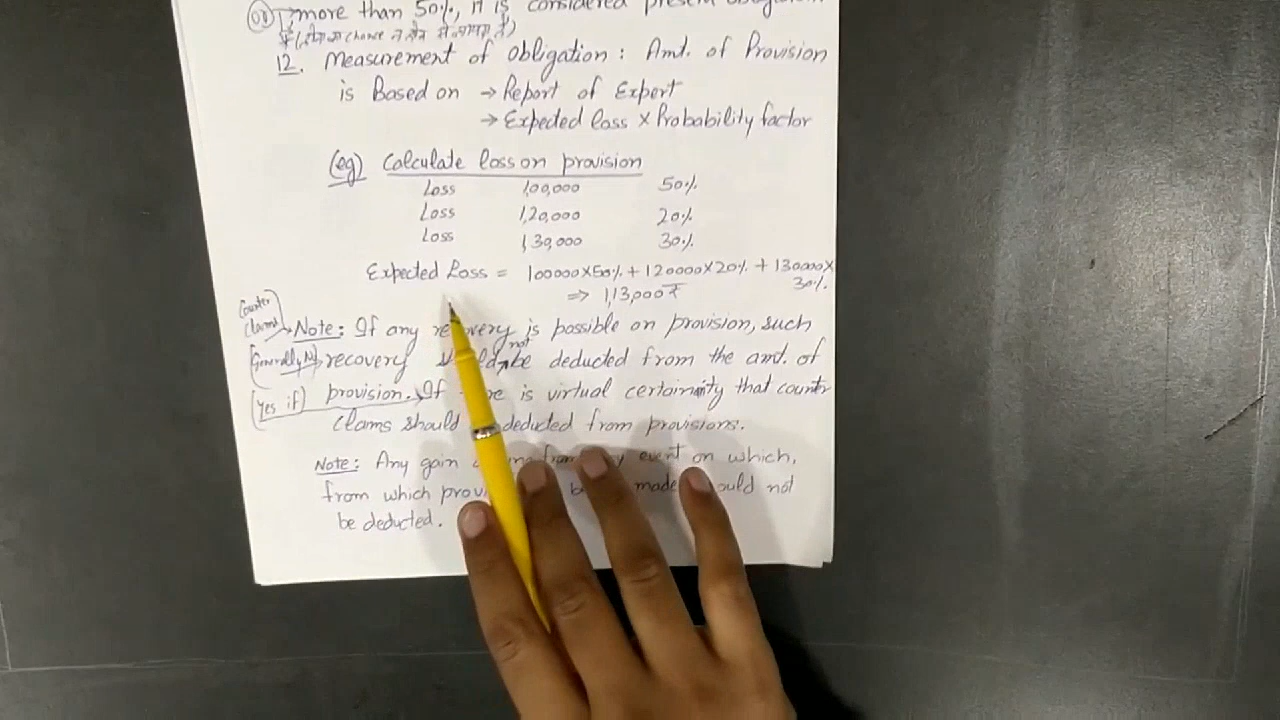 more than 50%, it is considered present
12. Measurement of Obligation: Amt. of Provision
is Based on → Report of Expert
→ Expected loss × Probability factor
(eg) Calculate loss on provision
Loss 1,00,000 50%
Loss 1,20,000 20%
Loss 1,30,000 30%
Expected Loss = 100000×50% + 120000×20% + 130000×
30%
⇒ 1,13,000₹
Counter
claims
Note: If any recovery is possible on provision, such
(Generally N) recovery should not be deducted from the amt. of
(Yes if) provision. If there is virtual certainity that counter
clams should deducted from provisions.
Note: Any gain from event on which,
from which made should not
be deducted.